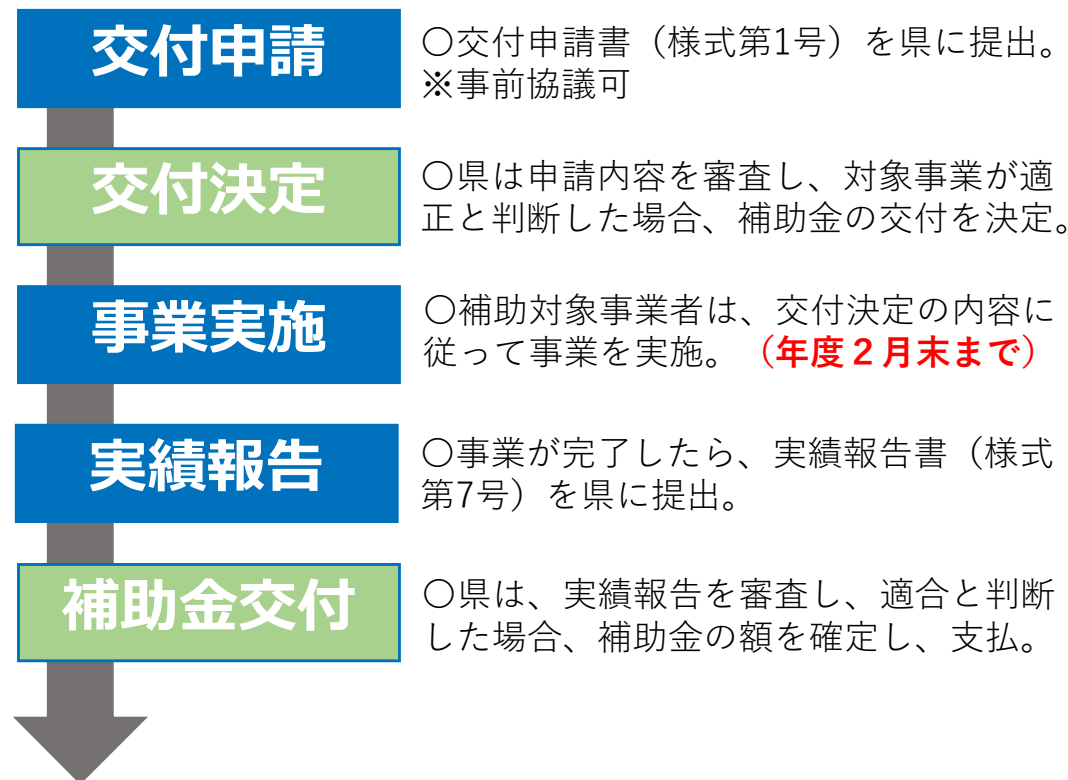 交付申請
〇交付申請書（様式第1号）を県に提出。
※事前協議可
交付決定
〇県は申請内容を審査し、対象事業が適
正と判断した場合、補助金の交付を決定。
事業実施
〇補助対象事業者は、交付決定の内容に
従って事業を実施。（年度２月末まで）
実績報告
〇事業が完了したら、実績報告書（様式
第7号）を県に提出。
補助金交付
〇県は、実績報告を審査し、適合と判断
した場合、補助金の額を確定し、支払。